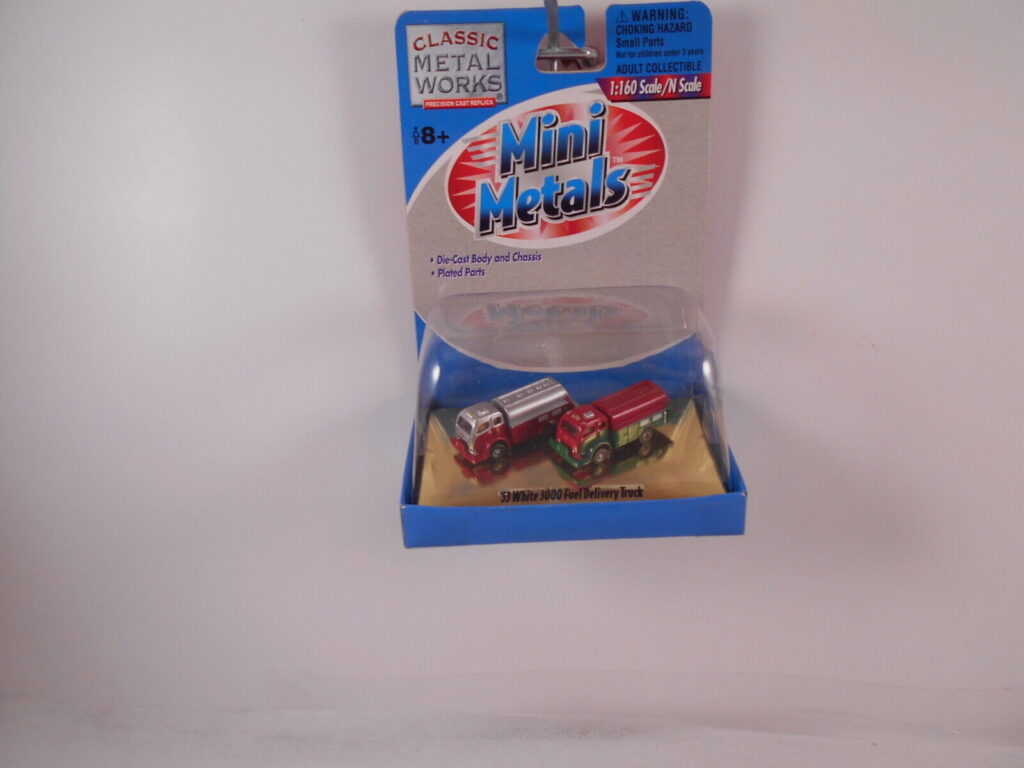 CLASSIC
METAL
WORKS®
PRECISION CAST REPLICA
⚠ WARNING:
CHOKING HAZARD
Small Parts
Not for children under 3 years
ADULT COLLECTIBLE
1:160 Scale/N Scale
8+
Mini
Metals™
• Die-Cast Body and Chassis
• Plated Parts
'53 White 3000 Fuel Delivery Truck